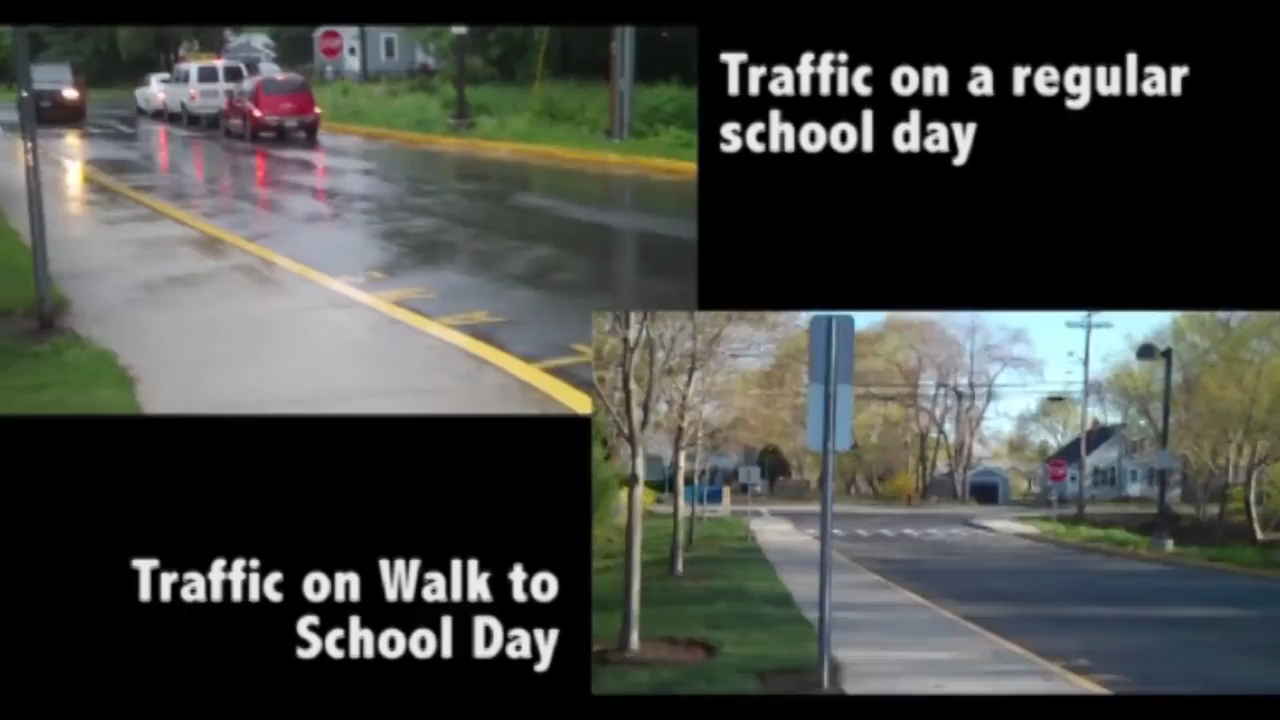 Traffic on a regular
school day
Traffic on Walk to
School Day